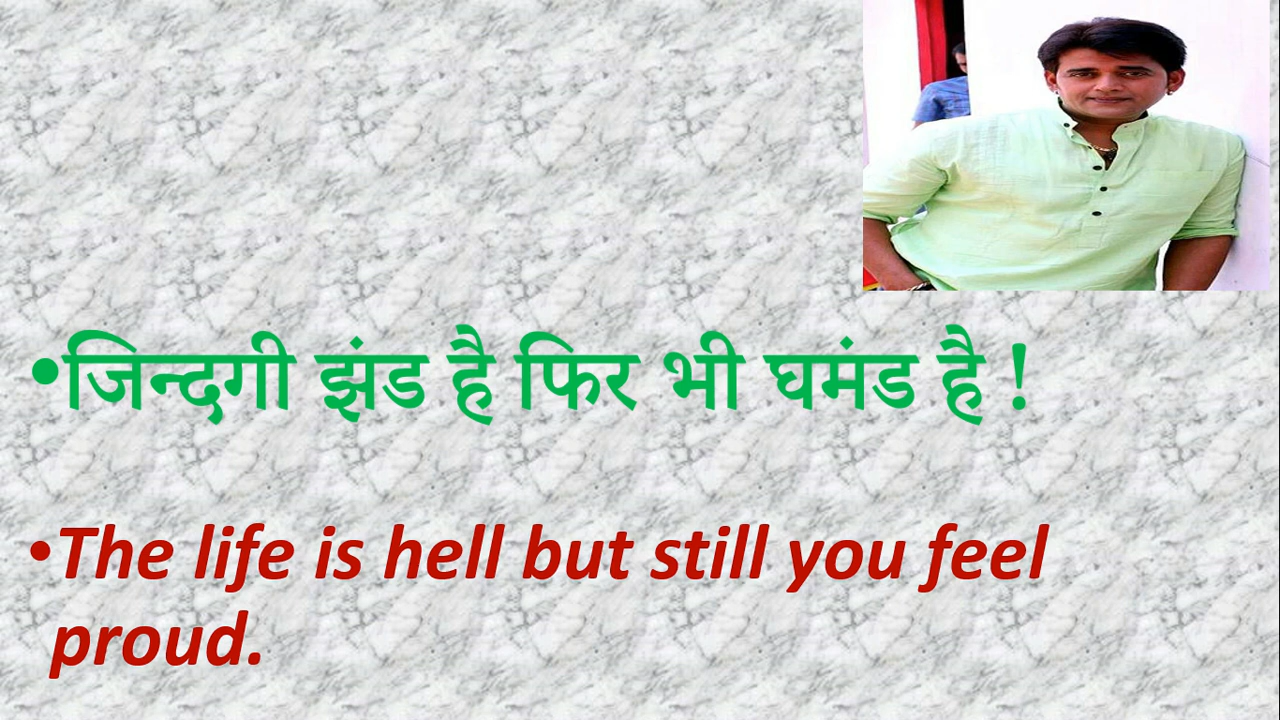 •जिन्दगी झंड है फिर भी घमंड है !
•The life is hell but still you feel
proud.